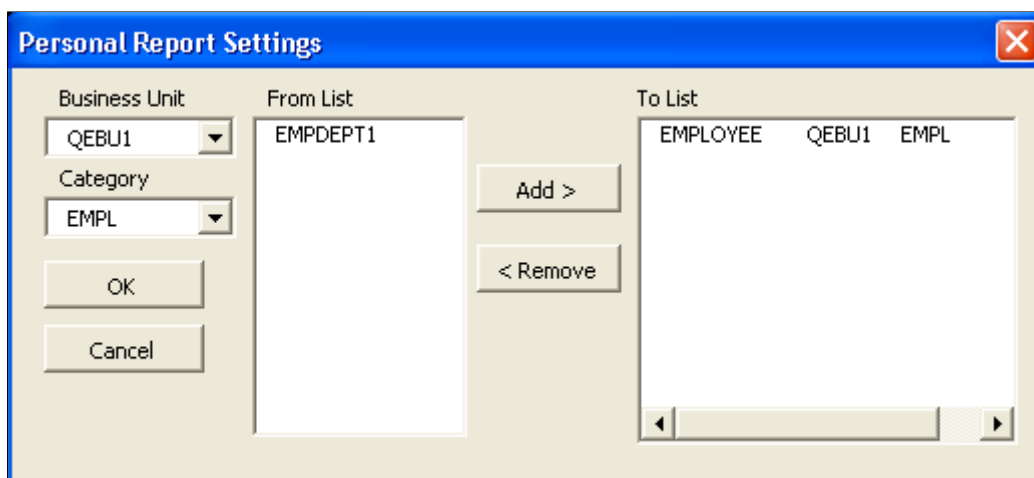 Personal Report Settings
Business Unit
From List
To List
QEBU1
EMPDEPT1
EMPLOYEE QEBU1 EMPL
Category
Add >
EMPL
< Remove
OK
Cancel